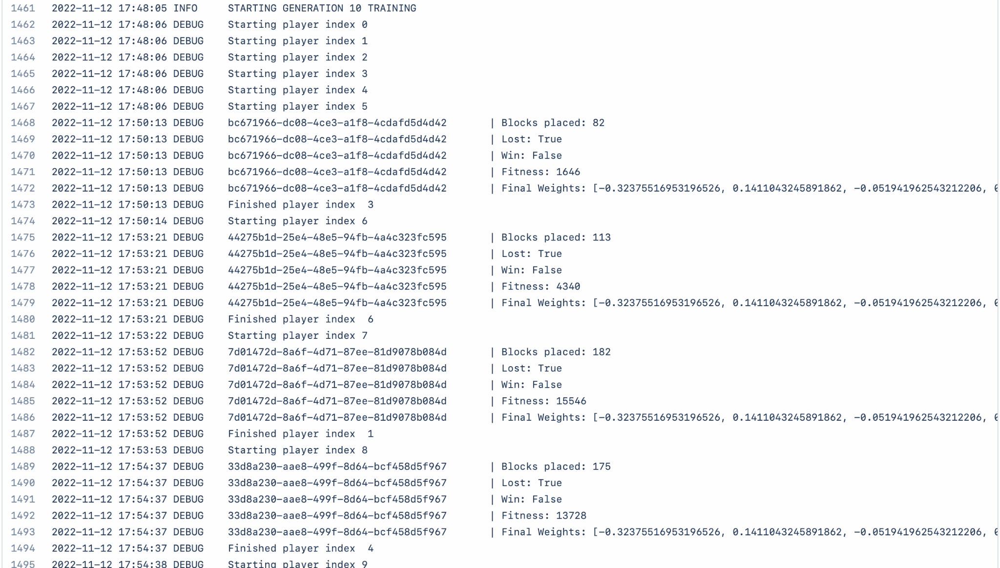 1461 2022-11-12 17:48:05 INFO STARTING GENERATION 10 TRAINING
1462 2022-11-12 17:48:06 DEBUG Starting player index 0
1463 2022-11-12 17:48:06 DEBUG Starting player index 1
1464 2022-11-12 17:48:06 DEBUG Starting player index 2
1465 2022-11-12 17:48:06 DEBUG Starting player index 3
1466 2022-11-12 17:48:06 DEBUG Starting player index 4
1467 2022-11-12 17:48:06 DEBUG Starting player index 5
1468 2022-11-12 17:50:13 DEBUG bc671966-dc08-4ce3-a1f8-4cdafd5d4d42 | Blocks placed: 82
1469 2022-11-12 17:50:13 DEBUG bc671966-dc08-4ce3-a1f8-4cdafd5d4d42 | Lost: True
1470 2022-11-12 17:50:13 DEBUG bc671966-dc08-4ce3-a1f8-4cdafd5d4d42 | Win: False
1471 2022-11-12 17:50:13 DEBUG bc671966-dc08-4ce3-a1f8-4cdafd5d4d42 | Fitness: 1646
1472 2022-11-12 17:50:13 DEBUG bc671966-dc08-4ce3-a1f8-4cdafd5d4d42 | Final Weights: [-0.32375516953196526, 0.1411043245891862, -0.051941962543212206,
1473 2022-11-12 17:50:13 DEBUG Finished player index  3
1474 2022-11-12 17:50:14 DEBUG Starting player index 6
1475 2022-11-12 17:53:21 DEBUG 44275b1d-25e4-48e5-94fb-4a4c323fc595 | Blocks placed: 113
1476 2022-11-12 17:53:21 DEBUG 44275b1d-25e4-48e5-94fb-4a4c323fc595 | Lost: True
1477 2022-11-12 17:53:21 DEBUG 44275b1d-25e4-48e5-94fb-4a4c323fc595 | Win: False
1478 2022-11-12 17:53:21 DEBUG 44275b1d-25e4-48e5-94fb-4a4c323fc595 | Fitness: 4340
1479 2022-11-12 17:53:21 DEBUG 44275b1d-25e4-48e5-94fb-4a4c323fc595 | Final Weights: [-0.32375516953196526, 0.1411043245891862, -0.051941962543212206,
1480 2022-11-12 17:53:21 DEBUG Finished player index  6
1481 2022-11-12 17:53:22 DEBUG Starting player index 7
1482 2022-11-12 17:53:52 DEBUG 7d01472d-8a6f-4d71-87ee-81d9078b084d | Blocks placed: 182
1483 2022-11-12 17:53:52 DEBUG 7d01472d-8a6f-4d71-87ee-81d9078b084d | Lost: True
1484 2022-11-12 17:53:52 DEBUG 7d01472d-8a6f-4d71-87ee-81d9078b084d | Win: False
1485 2022-11-12 17:53:52 DEBUG 7d01472d-8a6f-4d71-87ee-81d9078b084d | Fitness: 15546
1486 2022-11-12 17:53:52 DEBUG 7d01472d-8a6f-4d71-87ee-81d9078b084d | Final Weights: [-0.32375516953196526, 0.1411043245891862, -0.051941962543212206,
1487 2022-11-12 17:53:52 DEBUG Finished player index  1
1488 2022-11-12 17:53:53 DEBUG Starting player index 8
1489 2022-11-12 17:54:37 DEBUG 33d8a230-aae8-499f-8d64-bcf458d5f967 | Blocks placed: 175
1490 2022-11-12 17:54:37 DEBUG 33d8a230-aae8-499f-8d64-bcf458d5f967 | Lost: True
1491 2022-11-12 17:54:37 DEBUG 33d8a230-aae8-499f-8d64-bcf458d5f967 | Win: False
1492 2022-11-12 17:54:37 DEBUG 33d8a230-aae8-499f-8d64-bcf458d5f967 | Fitness: 13728
1493 2022-11-12 17:54:37 DEBUG 33d8a230-aae8-499f-8d64-bcf458d5f967 | Final Weights: [-0.32375516953196526, 0.1411043245891862, -0.051941962543212206,
1494 2022-11-12 17:54:37 DEBUG Finished player index  4
1495 2022-11-12 17:54:38 DEBUG Starting player index 9